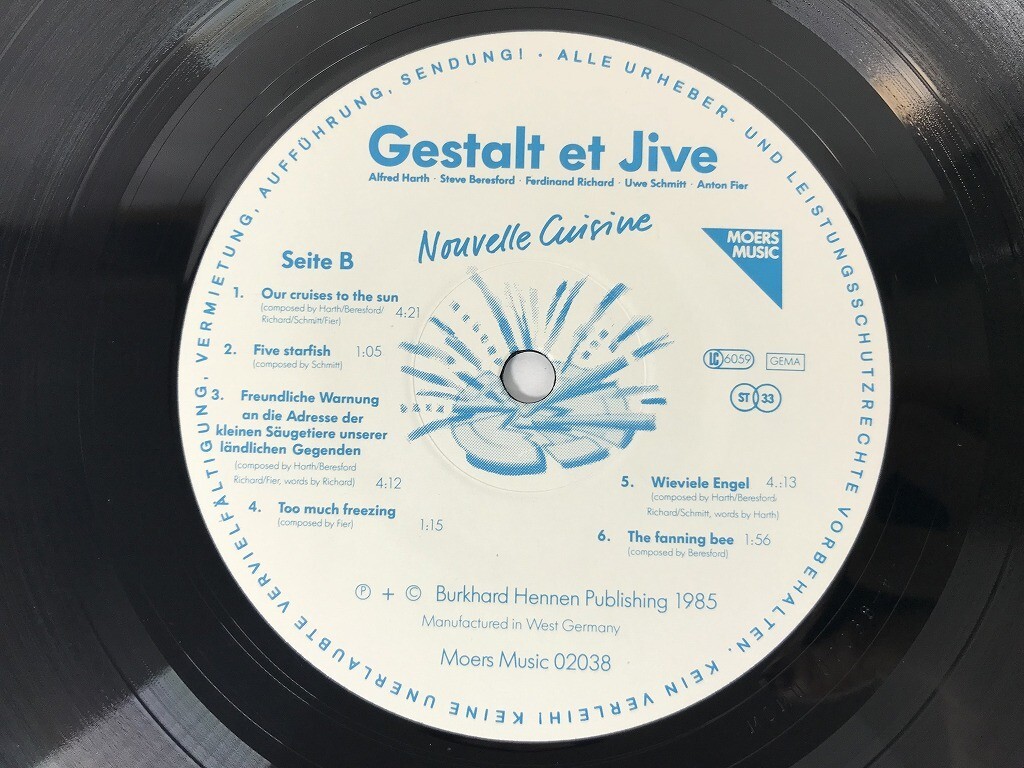 ALLE URHEBER- UND LEISTUNGSSCHUTZRECHTE VORBEHALTEN. KEIN VERLEIH! KEINE UNERLAUBTE VERVIELFÄLTIGUNG, VERMIETUNG, AUFFÜHRUNG, SENDUNG! ·
Gestalt et Jive
Alfred Harth · Steve Beresford · Ferdinand Richard · Uwe Schmitt · Anton Fier
Nouvelle Cuisine
MOERS
MUSIC
Seite B
1. Our cruises to the sun
(composed by Harth/Beresford/
Richard/Schmitt/Fier) 4:21
2. Five starfish 1:05
(composed by Schmitt)
3. Freundliche Warnung
an die Adresse der
kleinen Säugetiere unserer
ländlichen Gegenden
(composed by Harth/Beresford
Richard/Fier, words by Richard) 4:12
4. Too much freezing
(composed by Fier) 1:15
LC 6059 GEMA
ST 33
5. Wieviele Engel 4.:13
(composed by Harth/Beresford/
Richard/Schmitt, words by Harth)
6. The fanning bee 1:56
(composed by Beresford)
Ⓟ + © Burkhard Hennen Publishing 1985
Manufactured in West Germany
Moers Music 02038